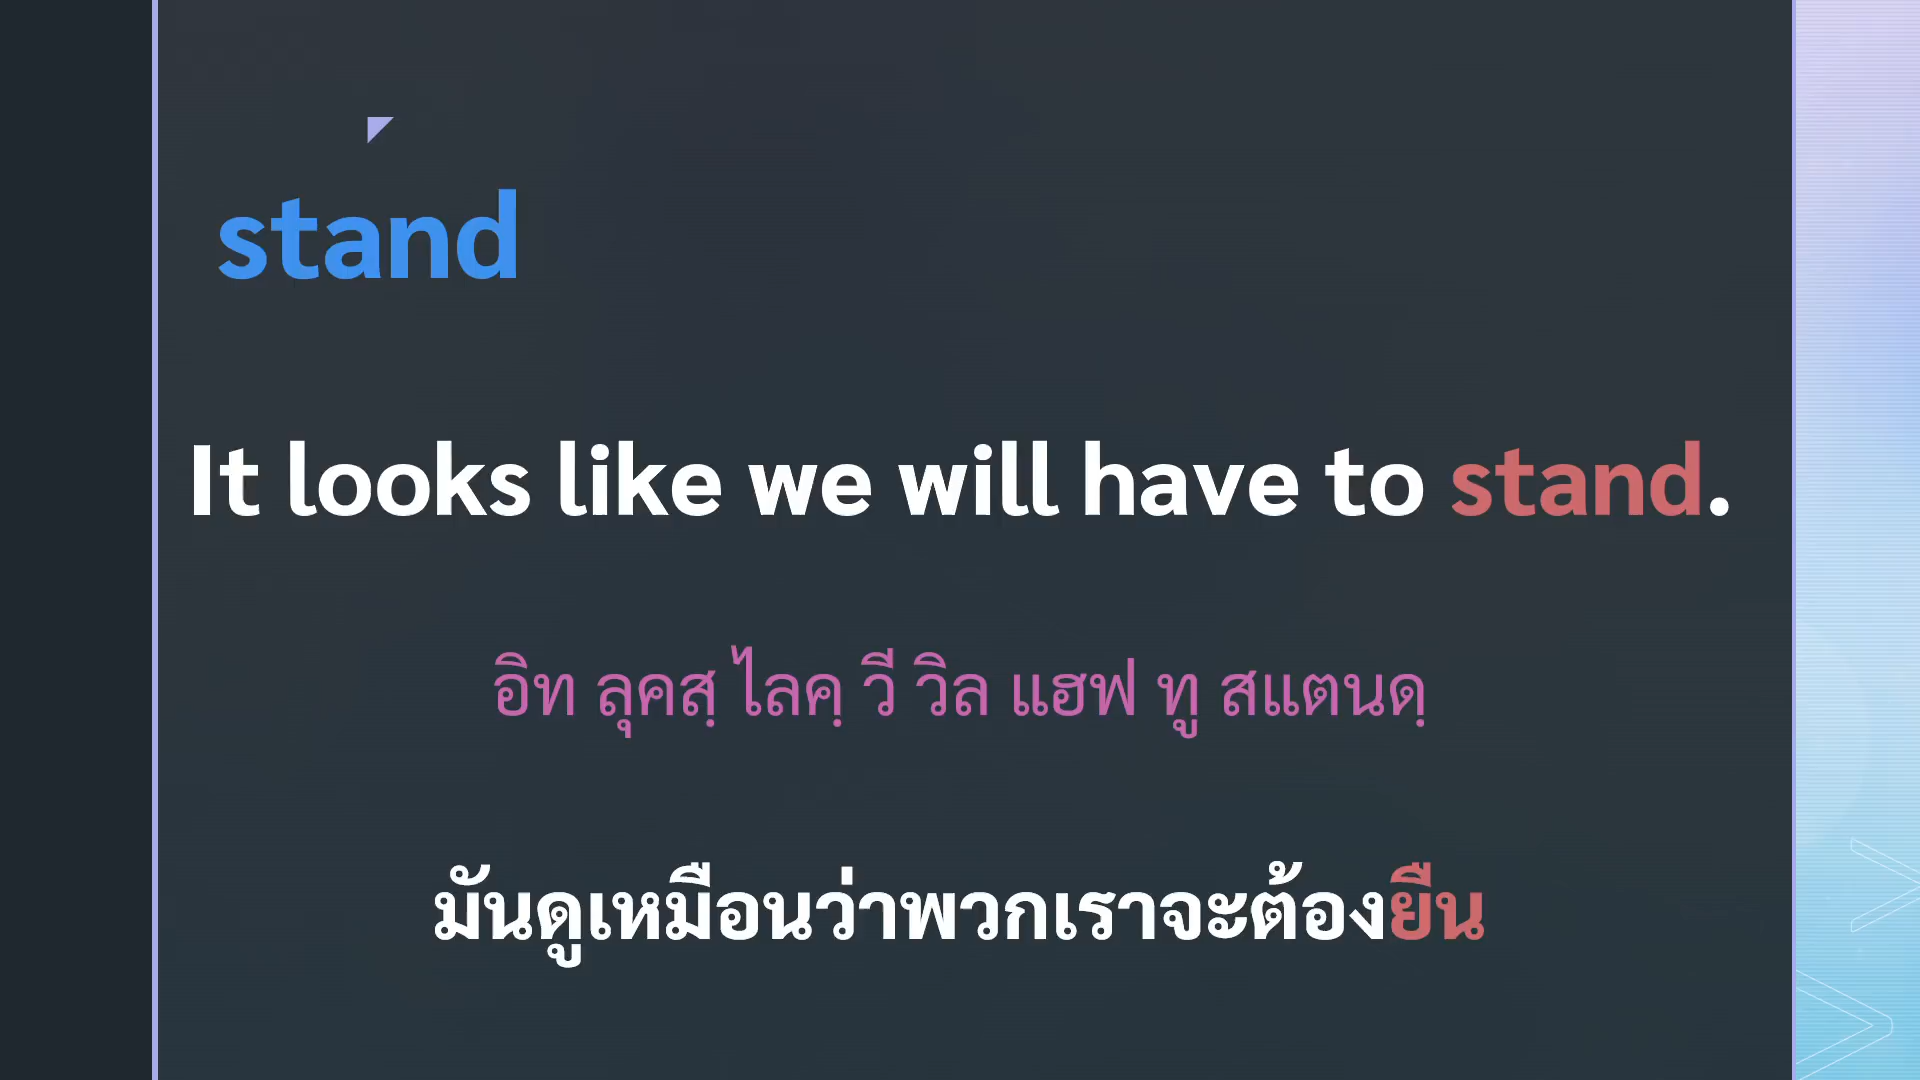 stand
It looks like we will have to stand.
อิท ลุคสฺ ไลคฺ วี วิล แฮฟ ทู สแตนดฺ
มันดูเหมือนว่าพวกเราจะต้องยืน